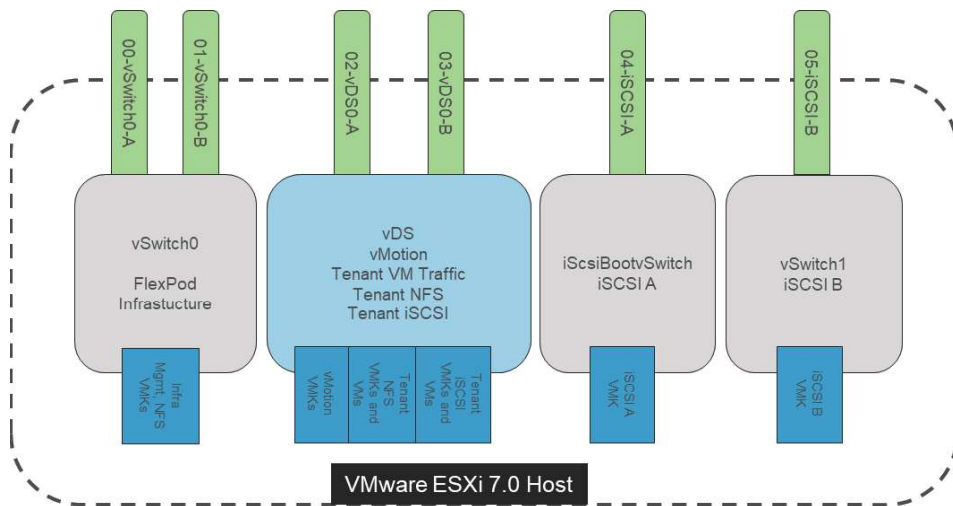 00-vSwitch0-A
01-vSwitch0-B
02-vDS0-A
03-vDS0-B
04-iSCSI-A
05-iSCSI-B
vSwitch0
FlexPod
Infrastucture
vDS
vMotion
Tenant VM Traffic
Tenant NFS
Tenant iSCSI
iScsiBootvSwitch
iSCSI A
vSwitch1
iSCSI B
Infra
Mgmt, NFS
VMKs
vMotion
VMKs
Tenant
NFS
VMKs and
VMs
Tenant
iSCSI
VMKs and
VMs
iSCSI A
VMK
iSCSI B
VMK
VMware ESXi 7.0 Host